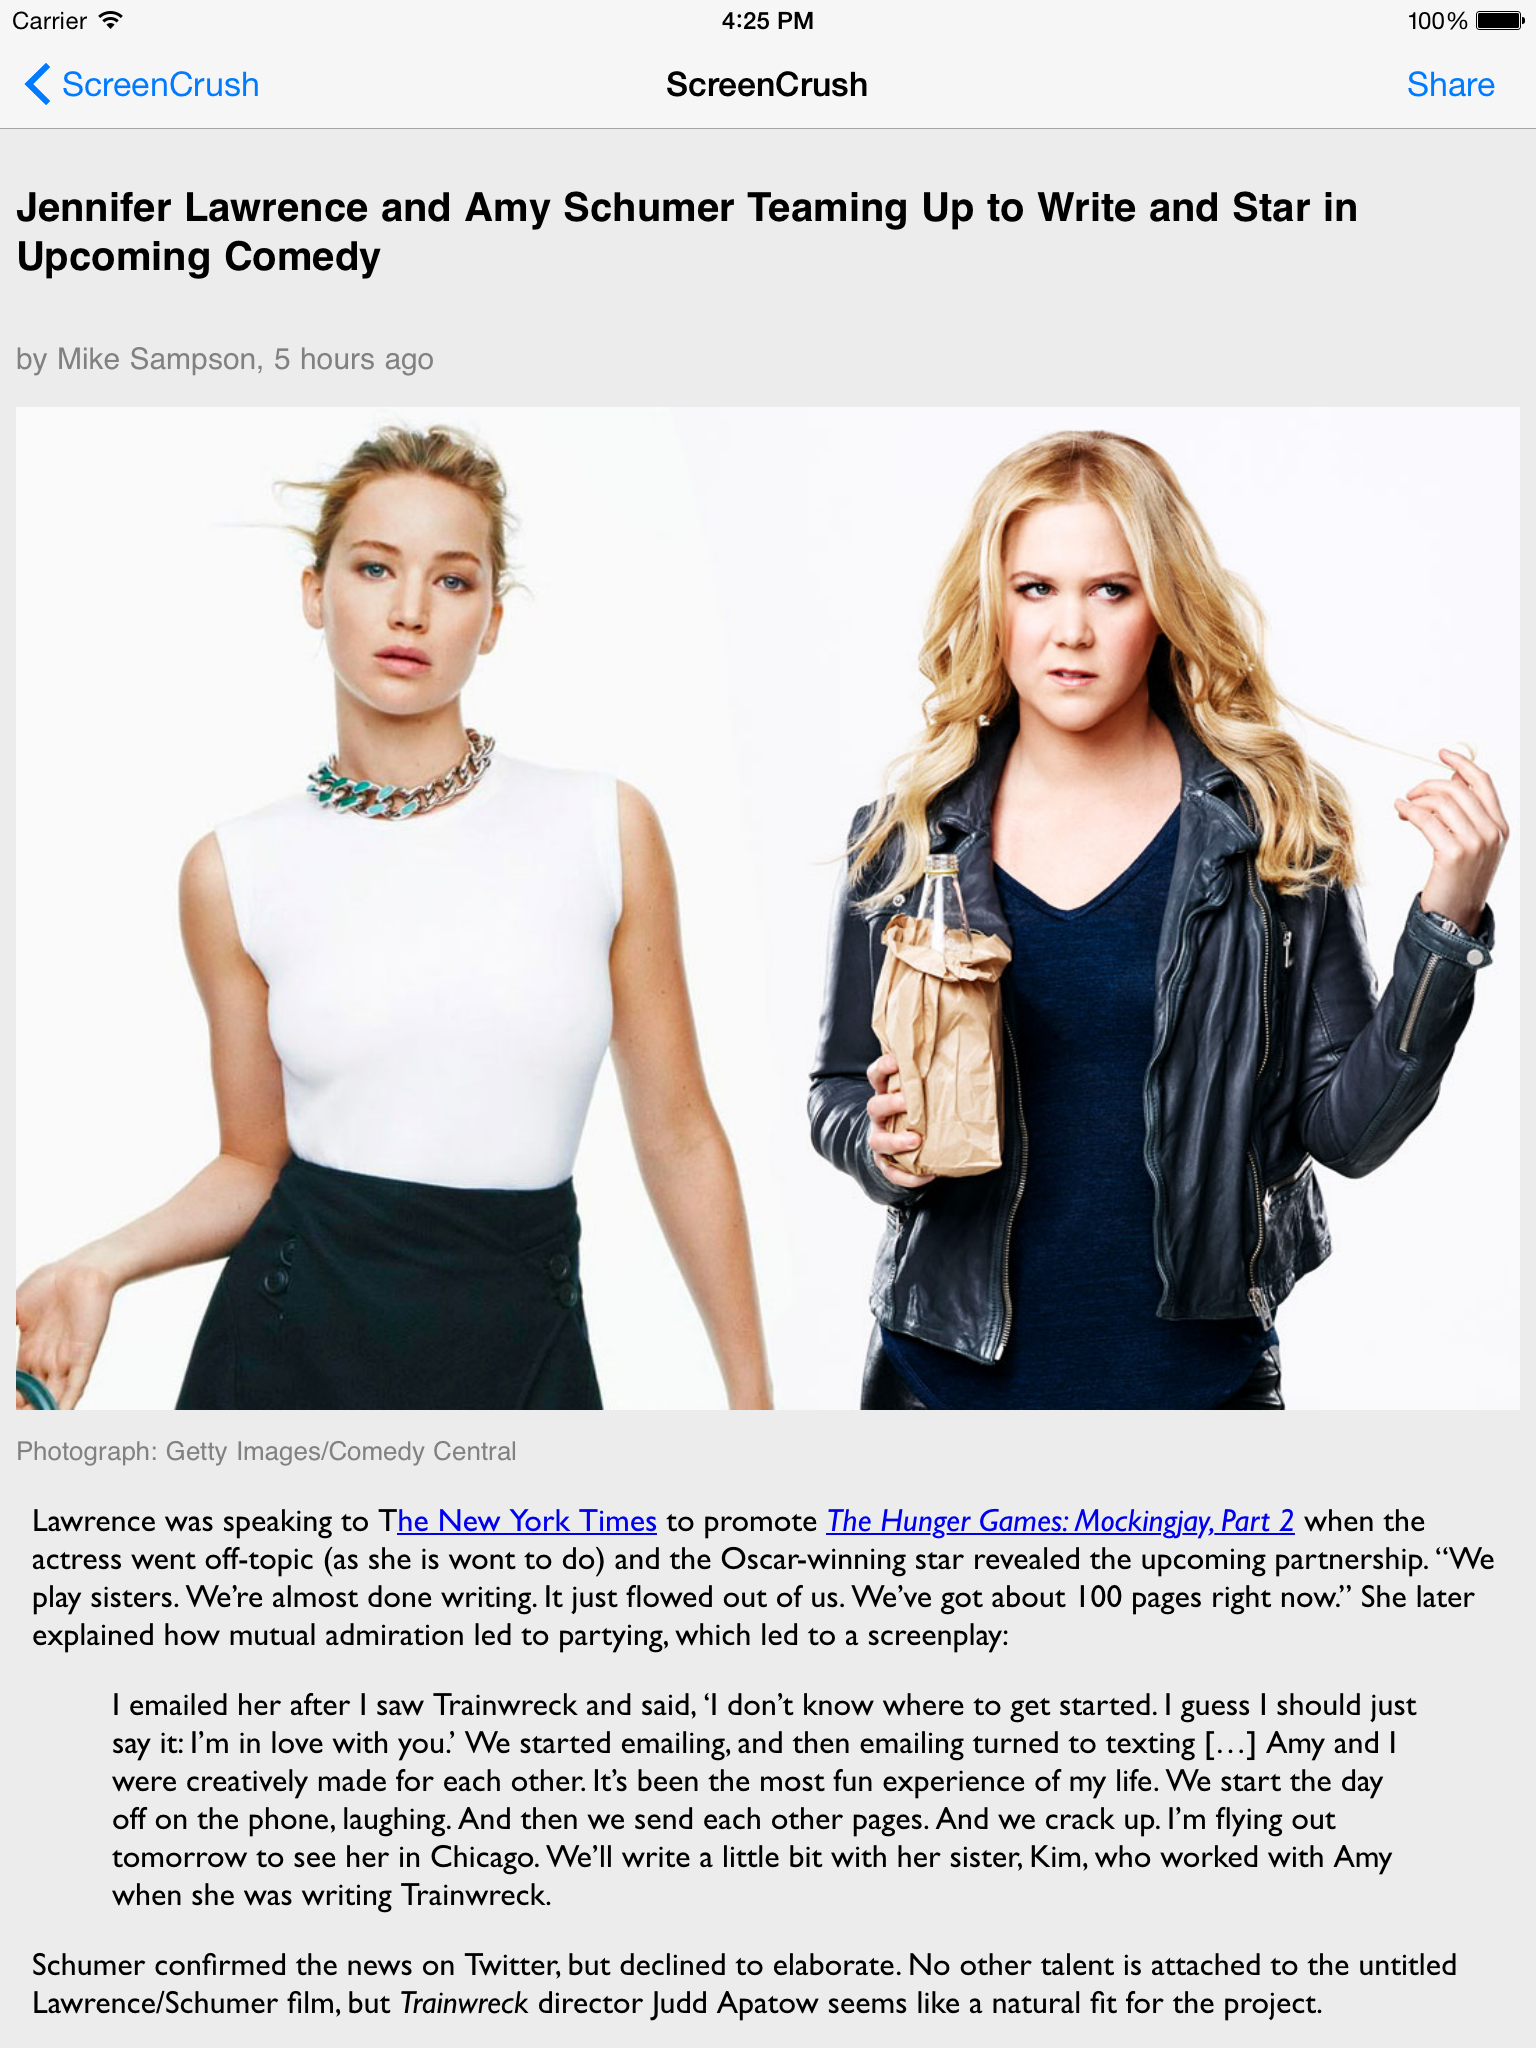 Carrier
4:25 PM
100%
ScreenCrush
ScreenCrush
Share
Jennifer Lawrence and Amy Schumer Teaming Up to Write and Star in
Upcoming Comedy
by Mike Sampson, 5 hours ago
Photograph: Getty Images/Comedy Central
Lawrence was speaking to The New York Times to promote The Hunger Games: Mockingjay, Part 2 when the
actress went off-topic (as she is wont to do) and the Oscar-winning star revealed the upcoming partnership. “We
play sisters. We’re almost done writing. It just flowed out of us. We’ve got about 100 pages right now.” She later
explained how mutual admiration led to partying, which led to a screenplay:
I emailed her after I saw Trainwreck and said, ‘I don’t know where to get started. I guess I should just
say it: I’m in love with you.’ We started emailing, and then emailing turned to texting […] Amy and I
were creatively made for each other. It’s been the most fun experience of my life. We start the day
off on the phone, laughing. And then we send each other pages. And we crack up. I’m flying out
tomorrow to see her in Chicago. We’ll write a little bit with her sister, Kim, who worked with Amy
when she was writing Trainwreck.
Schumer confirmed the news on Twitter, but declined to elaborate. No other talent is attached to the untitled
Lawrence/Schumer film, but Trainwreck director Judd Apatow seems like a natural fit for the project.